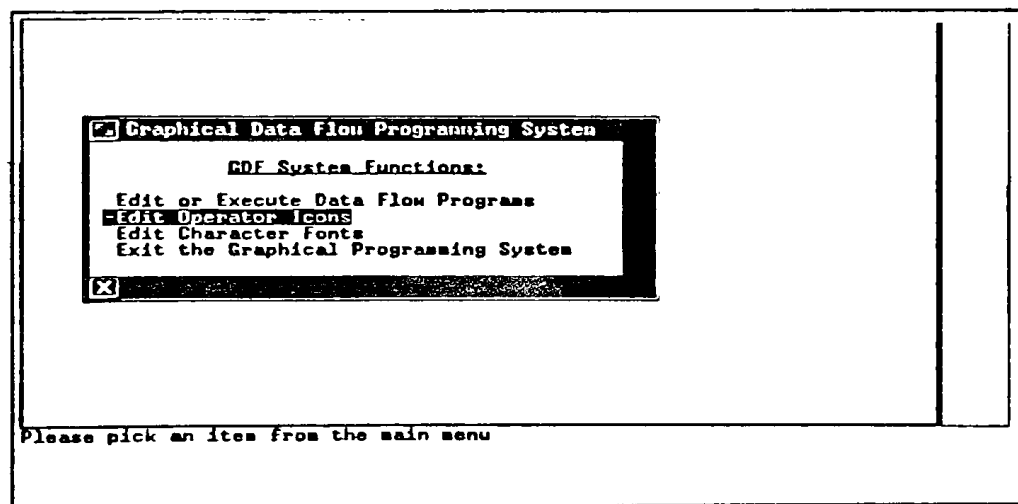 Graphical Data Flow Programming System
GDF System Functions:
Edit or Execute Data Flow Programs
-Edit Operator Icons
Edit Character Fonts
Exit the Graphical Programming System
X
Please pick an item from the main menu